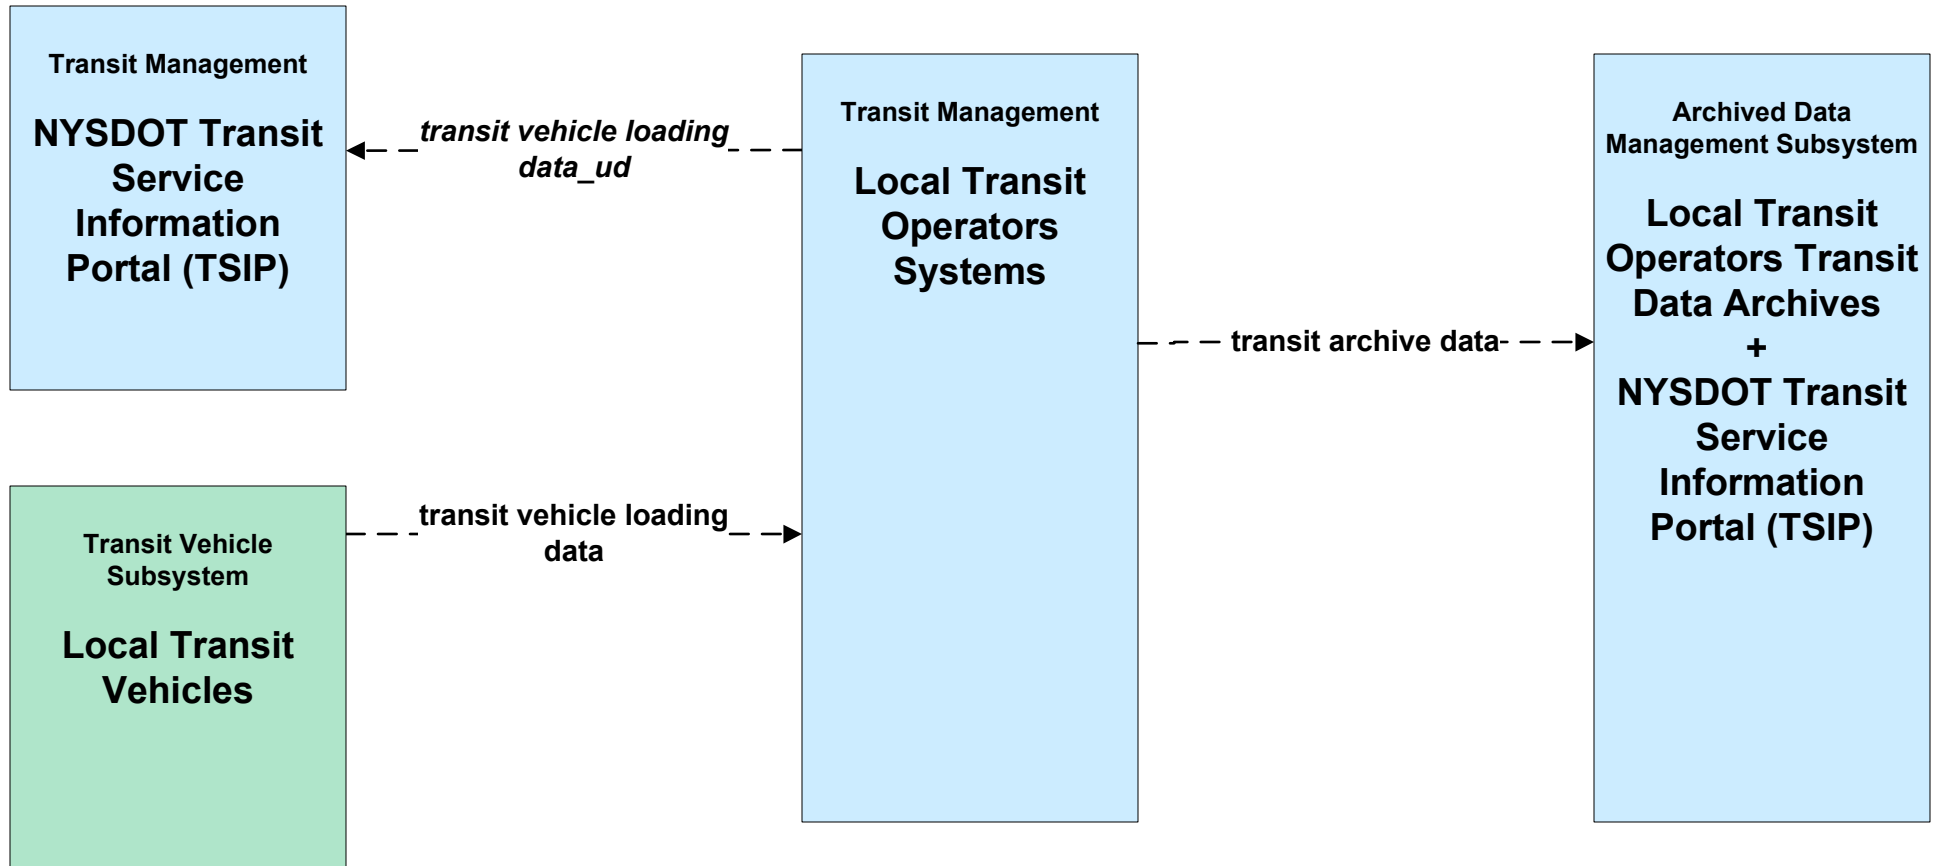 Transit Management
NYSDOT Transit
Service
Information
Portal (TSIP)
transit vehicle loading
data_ud
Transit Vehicle
Subsystem
Local Transit
Vehicles
transit vehicle loading
data
Transit Management
Local Transit
Operators
Systems
transit archive data
Archived Data
Management Subsystem
Local Transit
Operators Transit
Data Archives
+
NYSDOT Transit
Service
Information
Portal (TSIP)